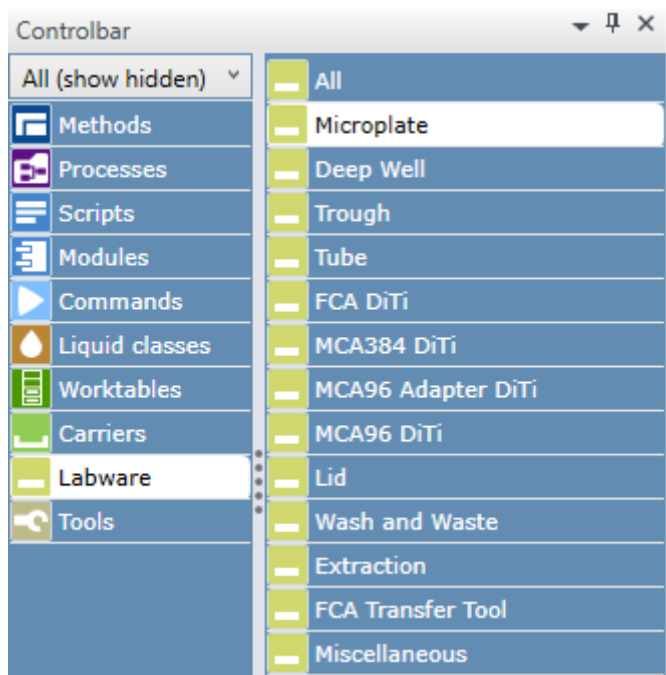 Controlbar
All (show hidden)
Methods
Processes
Scripts
Modules
Commands
Liquid classes
Worktables
Carriers
Labware
Tools
All
Microplate
Deep Well
Trough
Tube
FCA DiTi
MCA384 DiTi
MCA96 Adapter DiTi
MCA96 DiTi
Lid
Wash and Waste
Extraction
FCA Transfer Tool
Miscellaneous